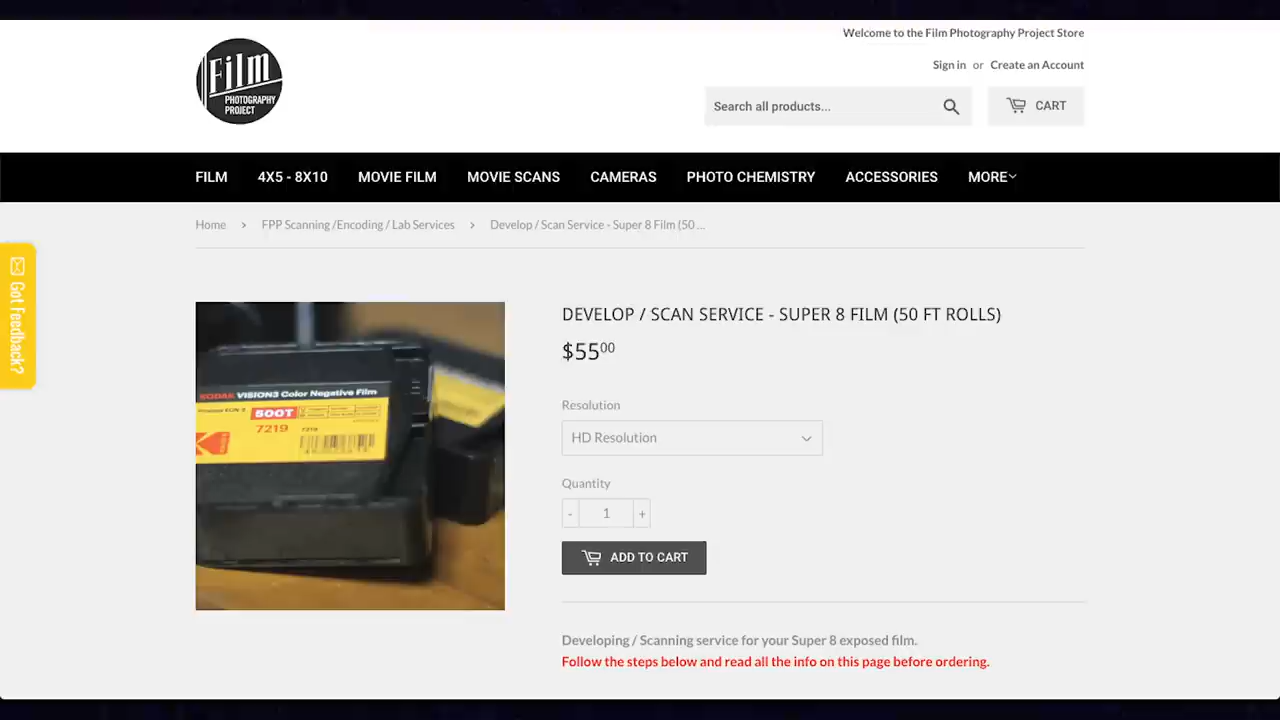 Welcome to the Film Photography Project Store
Film
PHOTOGRAPHY
PROJECT
Sign in or Create an Account
Search all products...
CART
FILM 4X5 - 8X10 MOVIE FILM MOVIE SCANS CAMERAS PHOTO CHEMISTRY ACCESSORIES MORE
Home › FPP Scanning /Encoding / Lab Services › Develop / Scan Service - Super 8 Film (50 ...
Got Feedback?
KODAK VISION3 Color Negative Film
500T
7219
7219
DEVELOP / SCAN SERVICE - SUPER 8 FILM (50 FT ROLLS)
$5500
Resolution
HD Resolution
Quantity
- 1 +
ADD TO CART
Developing / Scanning service for your Super 8 exposed film.
Follow the steps below and read all the info on this page before ordering.